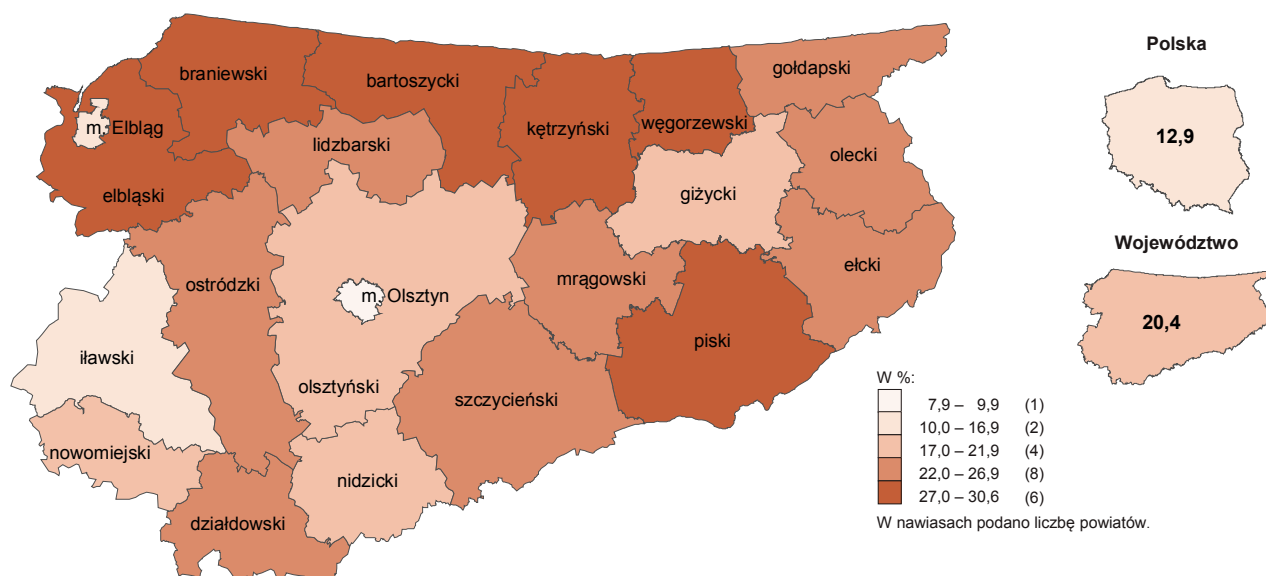 braniewski
bartoszycki
gołdapski
m. Elbląg
kętrzyński
węgorzewski
lidzbarski
olecki
elbląski
giżycki
ełcki
ostródzki
mrągowski
m. Olsztyn
iławski
piski
olsztyński
szczycieński
nowomiejski
nidzicki
działdowski
Polska
12,9
Województwo
20,4
W %:
7,9 – 9,9 (1)
10,0 – 16,9 (2)
17,0 – 21,9 (4)
22,0 – 26,9 (8)
27,0 – 30,6 (6)
W nawiasach podano liczbę powiatów.